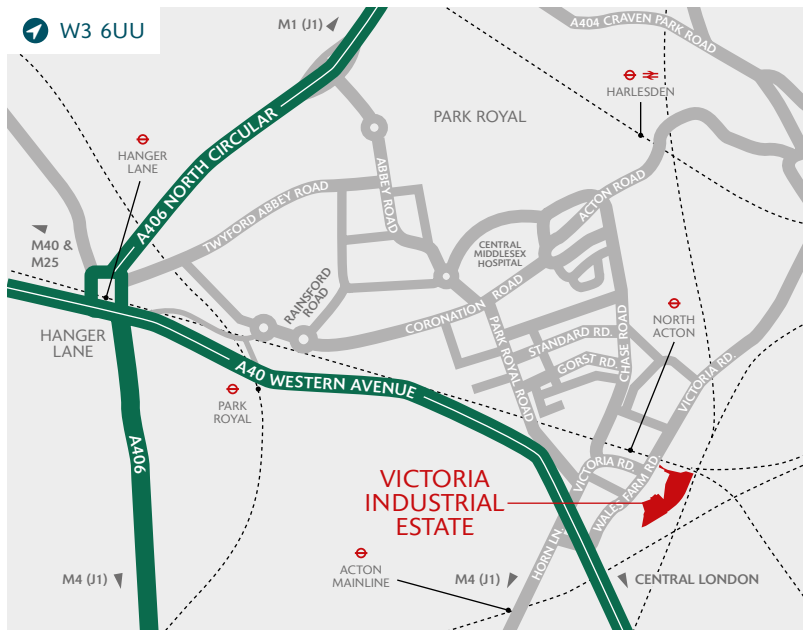 W3 6UU
M1 (J1)
A404 CRAVEN PARK ROAD
HARLESDEN
PARK ROYAL
A406 NORTH CIRCULAR
HANGER
LANE
ABBEY ROAD
TWYFORD ABBEY ROAD
ACTON ROAD
M40 &
M25
CENTRAL
MIDDLESEX
HOSPITAL
RAINSFORD
ROAD
CORONATION ROAD
NORTH
ACTON
HANGER
LANE
PARK ROYAL ROAD
STANDARD RD.
GORST RD.
CHASE ROAD
VICTORIA RD.
A40 WESTERN AVENUE
PARK
ROYAL
A406
VICTORIA RD.
WALES FARM RD.
VICTORIA
INDUSTRIAL
ESTATE
HORN LN.
ACTON
MAINLINE
M4 (J1)
M4 (J1)
CENTRAL LONDON